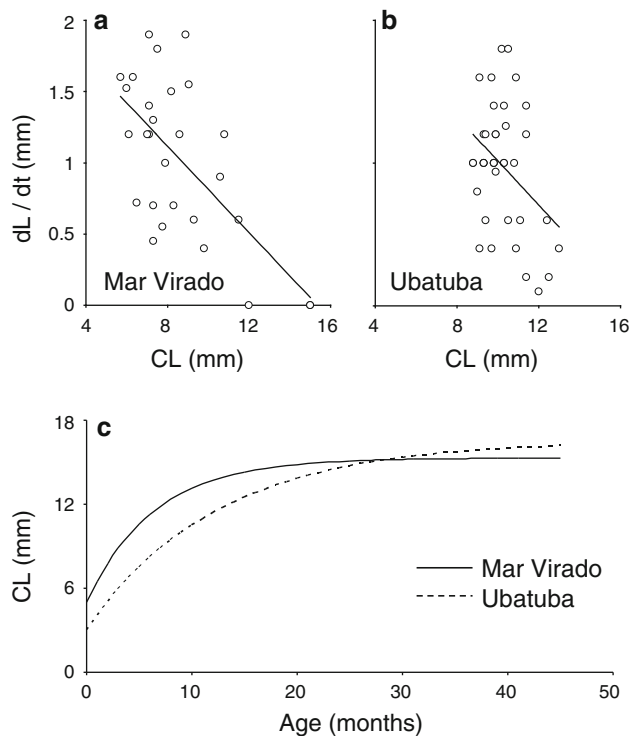 a
b
2
1.5
1
0.5
0
dL / dt (mm)
Mar Virado
Ubatuba
4 8 12 16
4 8 12 16
CL (mm)
CL (mm)
c
18
12
6
0
CL (mm)
Mar Virado
Ubatuba
0 10 20 30 40 50
Age (months)